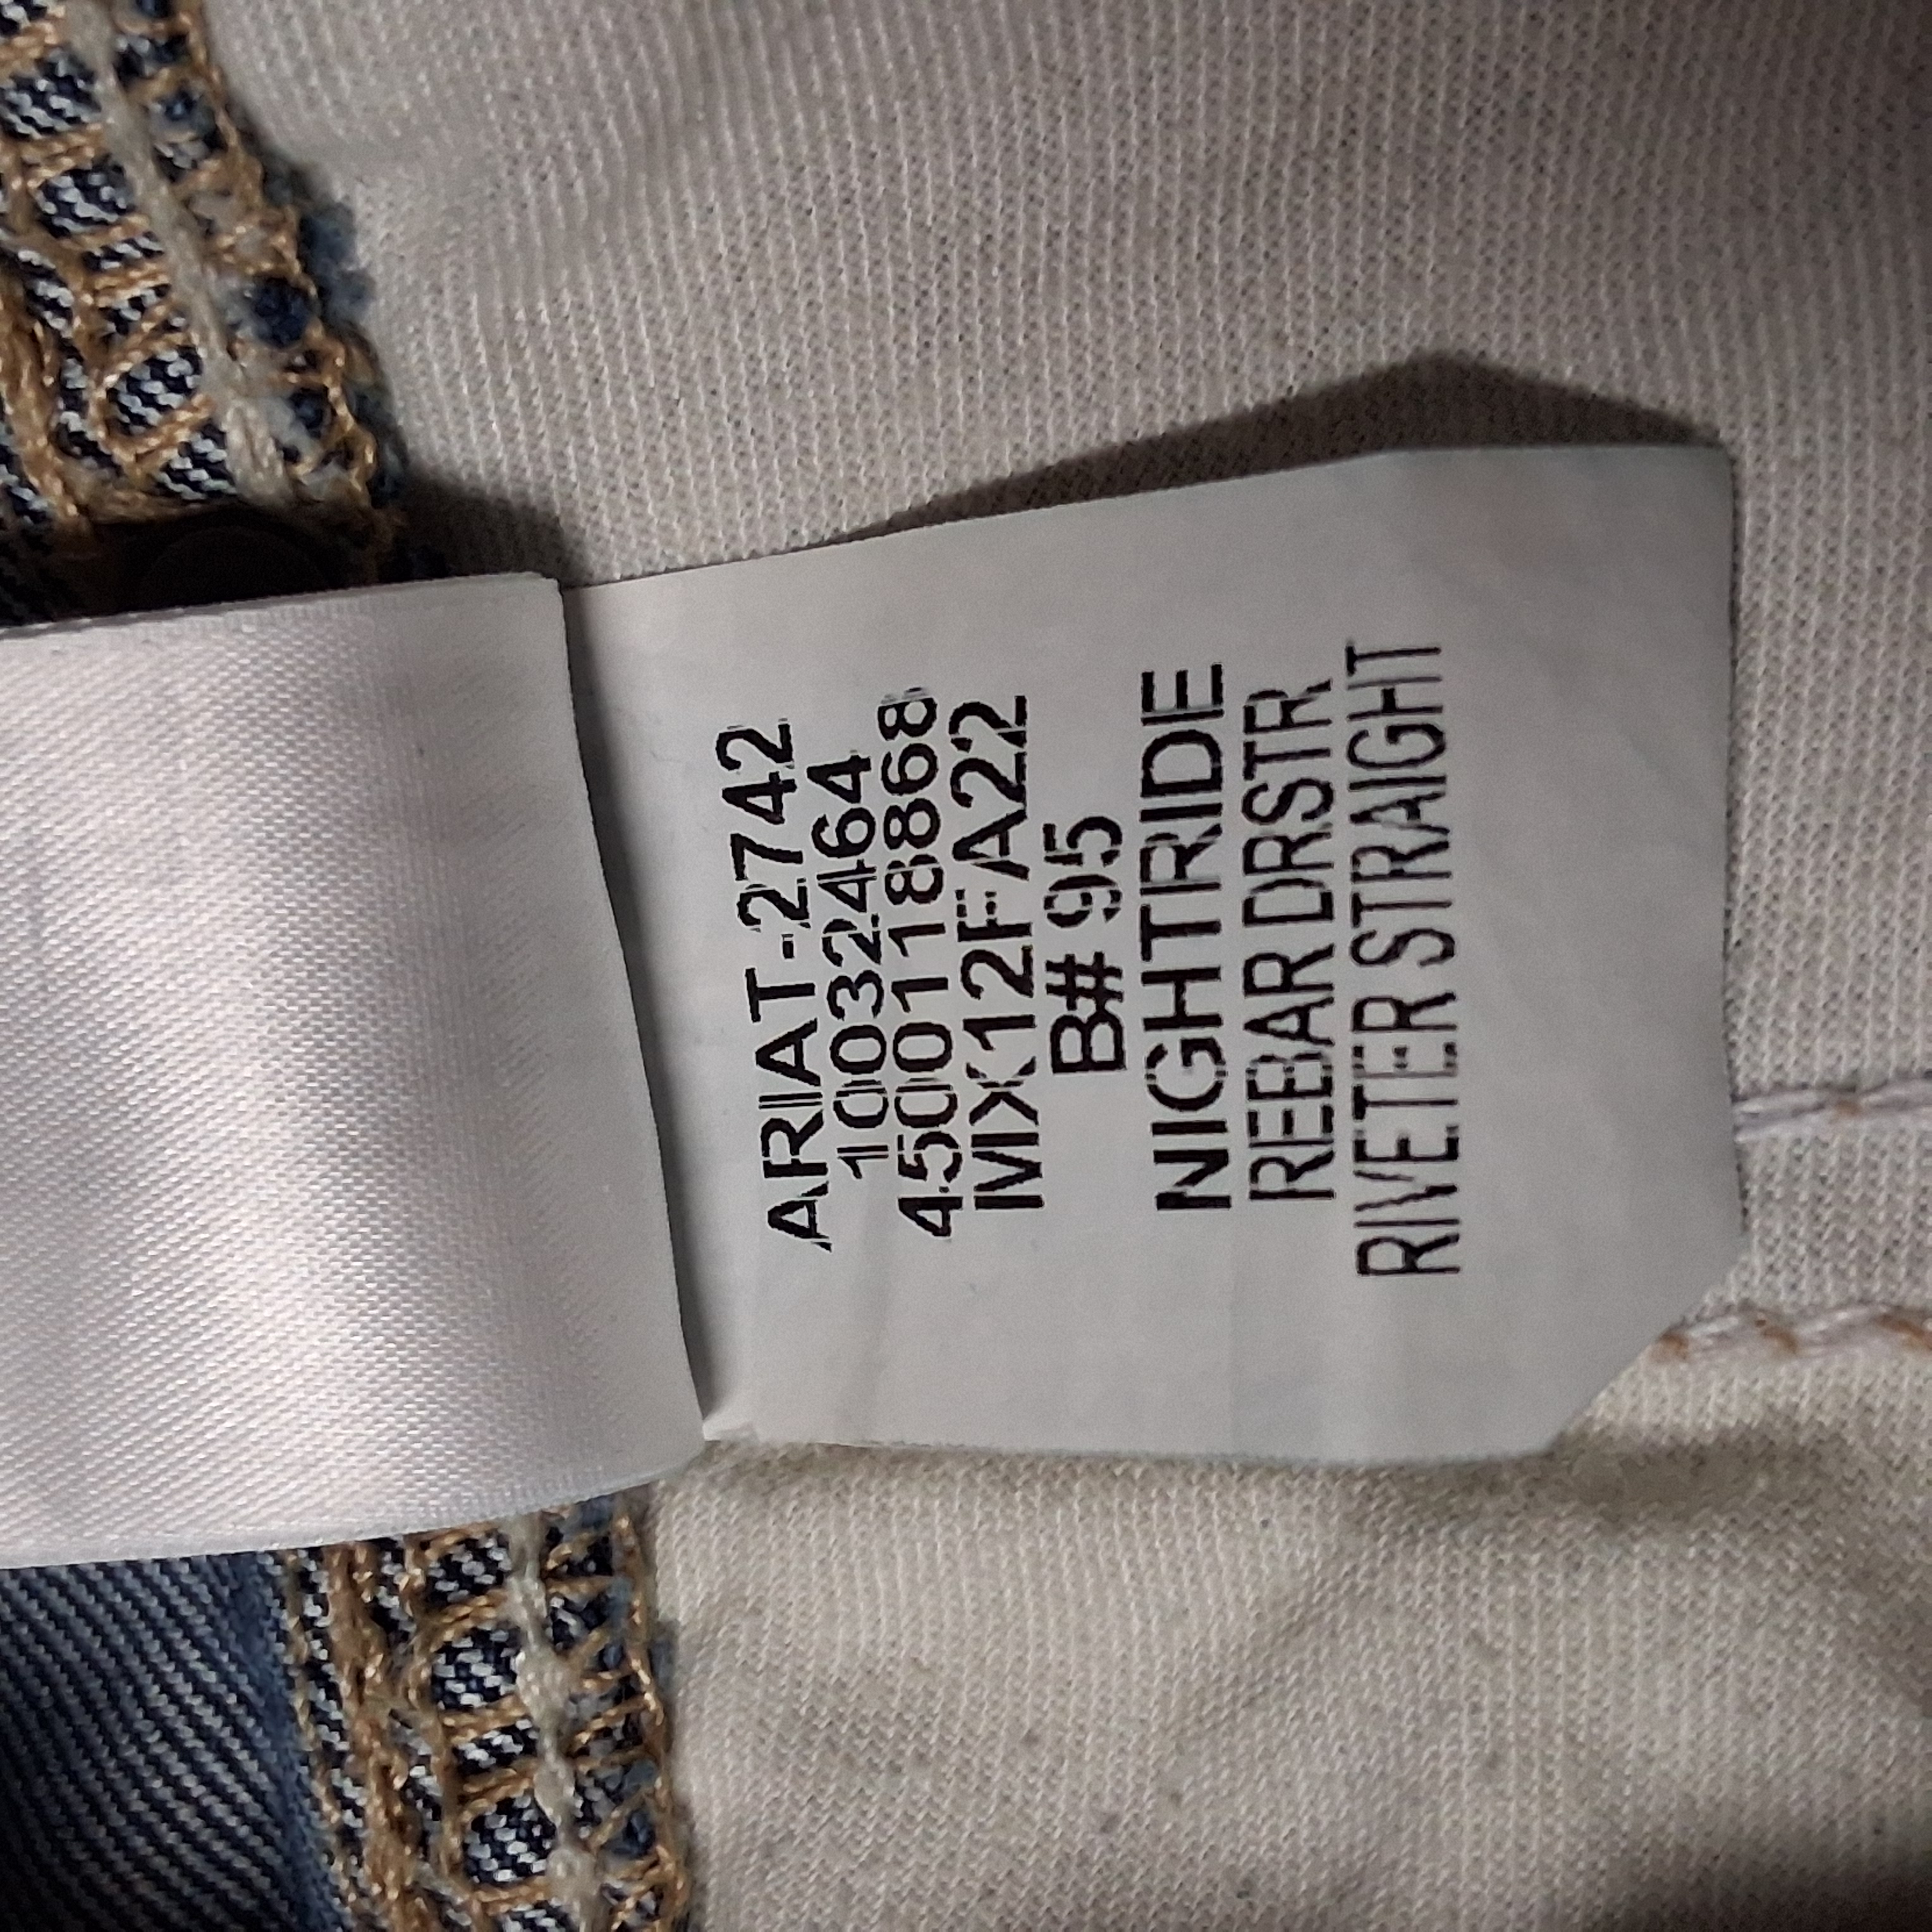 ARIAT-2742
10032464
4500118868
MX12FA22
B# 95
NIGHTRIDE
REBAR DRSTR
RIVETER STRAIGHT